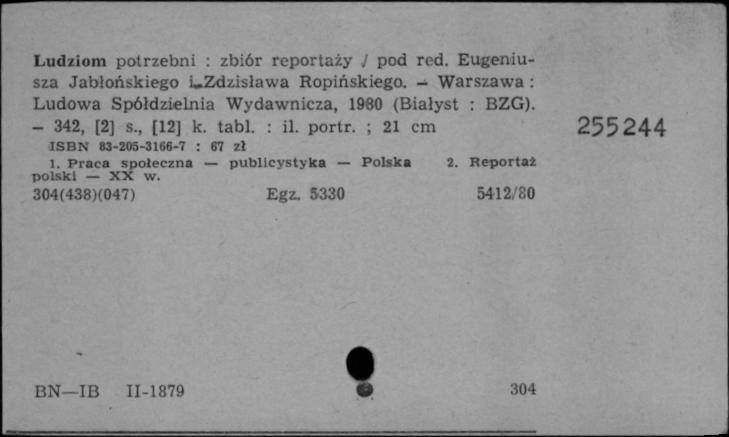 Ludziom potrzebni : zbiór reportaży / pod red. Eugeniu-
sza Jabłońskiego i Zdzisława Ropińskiego. — Warszawa :
Ludowa Spółdzielnia Wydawnicza, 1980 (Białyst : BZG).
— 342, [2] s., [12] k. tabl. : il. portr. ; 21 cm
255244
ISBN 83-205-3166-7 : 67 zł
1. Praca społeczna — publicystyka — Polska 2. Reportaż
polski — XX w.
304(438)(047) Egz. 5330 5412/80
BN—IB II-1879 304